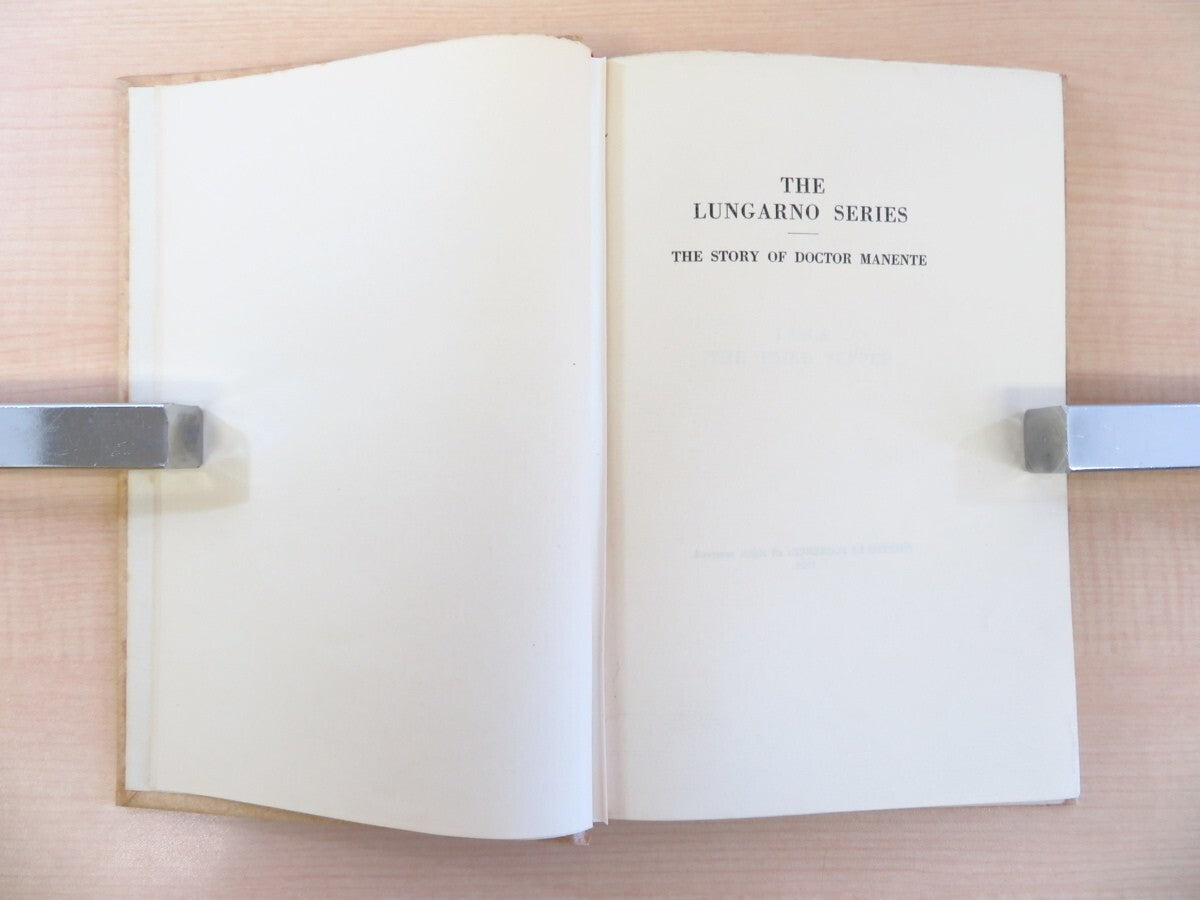 THE
LUNGARNO SERIES
THE STORY OF DOCTOR MANENTE